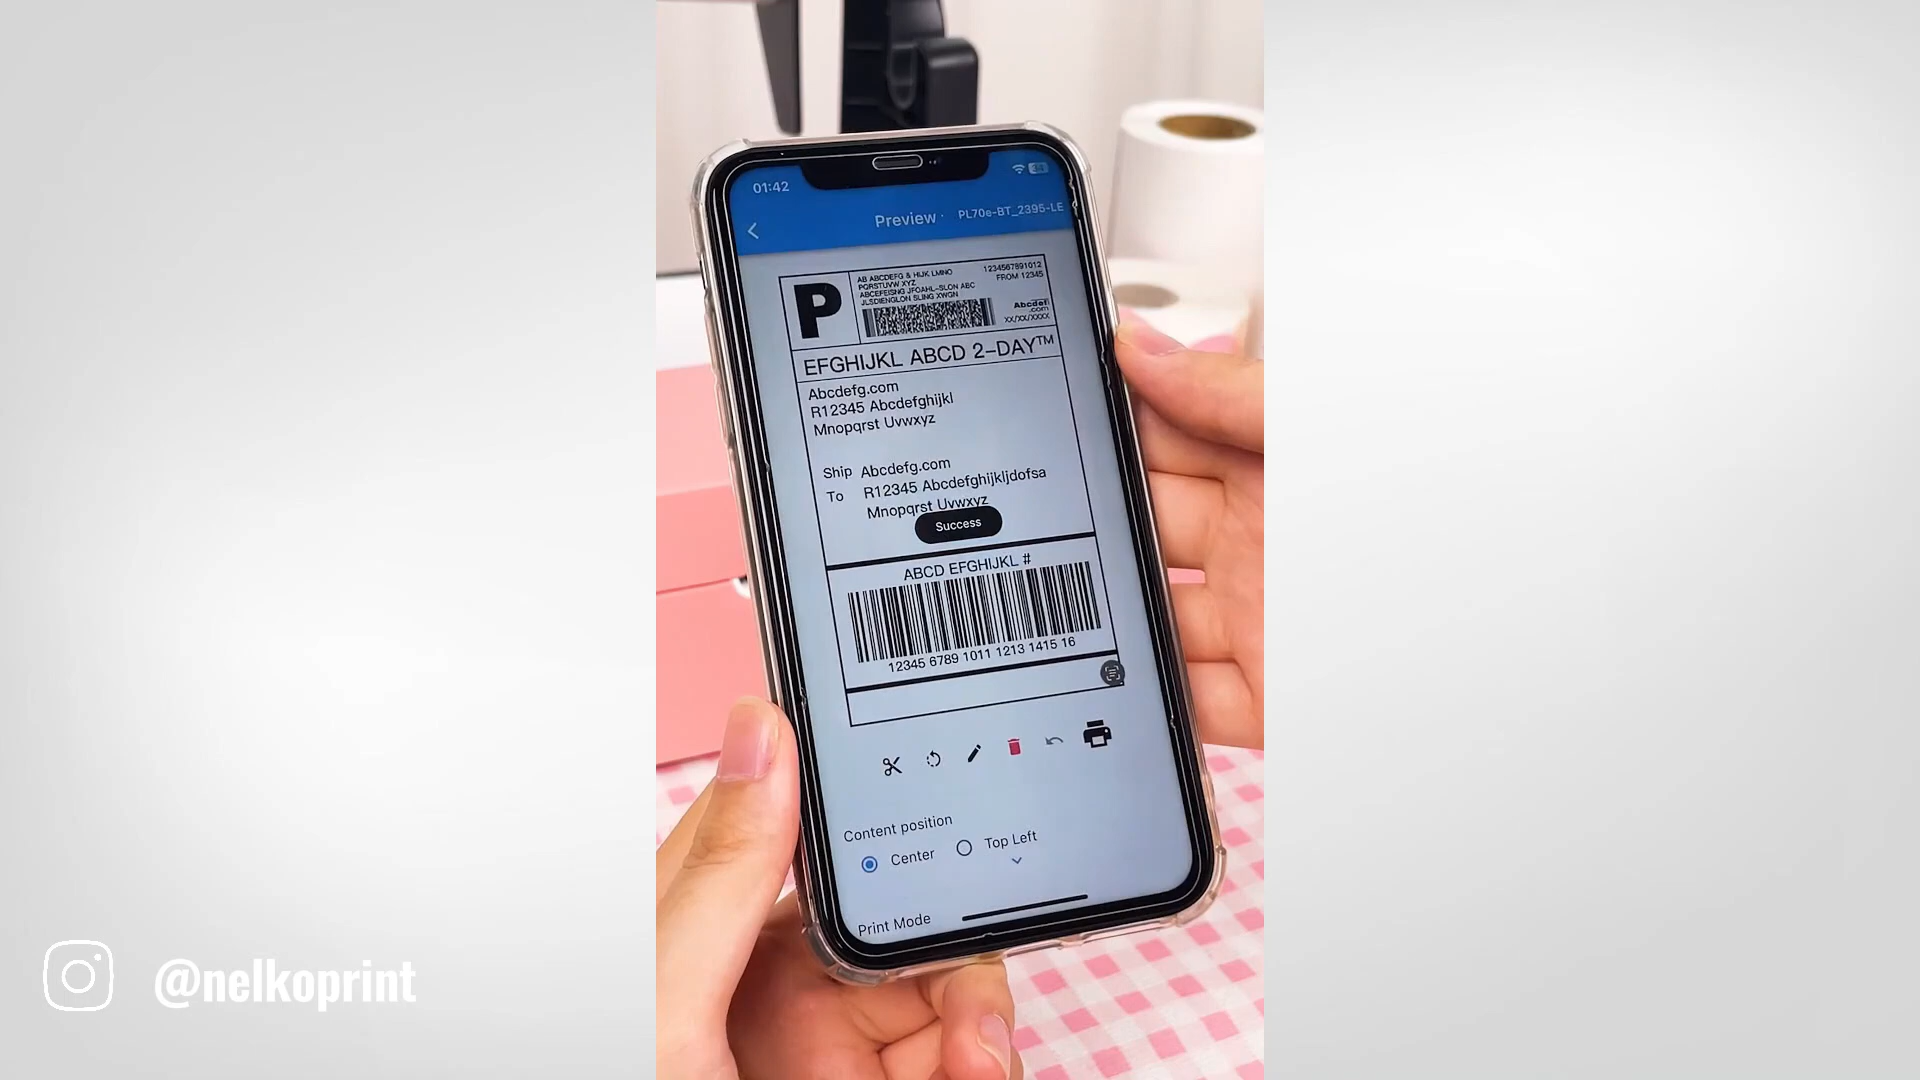 01:42
Preview
PL70e-BT_2395-LE
P
AB ABCDEFG & HIJK LMNO
PQRSTUVW XYZ
ABCEFEISNG JFOAHL-SLON ABC
JLSDIENGLON SLING XWGN
1234567891012
FROM 12345
Abcdef
.com
XX/XX/XXXX
EFGHIJKL ABCD 2-DAY™
Abcdefg.com
R12345 Abcdefghijkl
Mnopqrst Uvwxyz
Ship Abcdefg.com
To R12345 Abcdefghijkljdofsa
Mnopqrst Uvwxyz
Success
ABCD EFGHIJKL #
12345 6789 1011 1213 1415 16
Content position
Center
Top Left
Print Mode
@nelkoprint